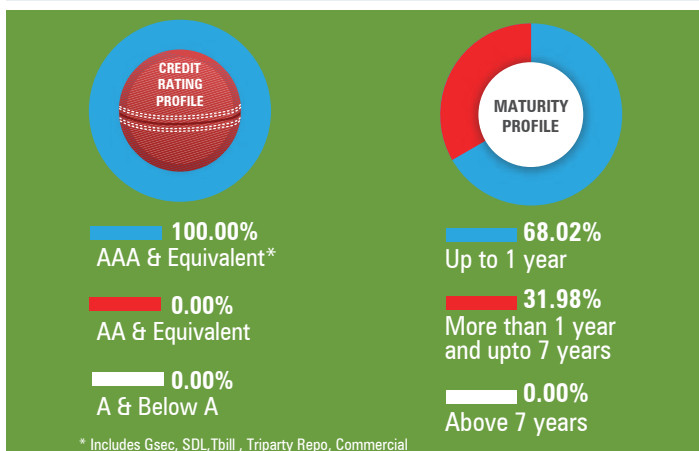 CREDIT
RATING
PROFILE
100.00%
AAA & Equivalent*
0.00%
AA & Equivalent
0.00%
A & Below A
* Includes Gsec, SDL,Tbill , Triparty Repo, Commercial
MATURITY
PROFILE
68.02%
Up to 1 year
31.98%
More than 1 year
and upto 7 years
0.00%
Above 7 years